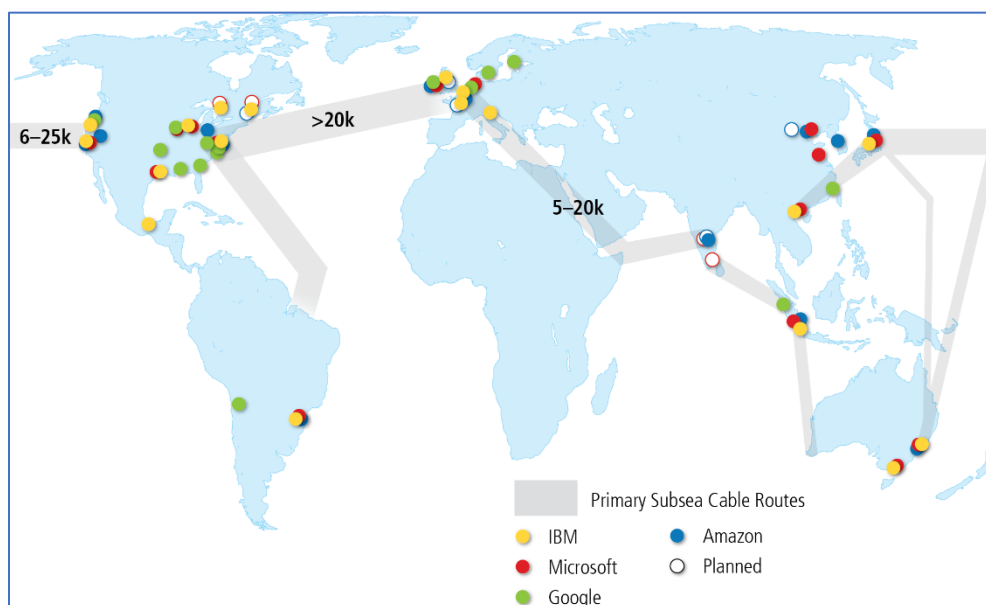 6–25k
>20k
5–20k
Primary Subsea Cable Routes
IBM
Amazon
Microsoft
Planned
Google